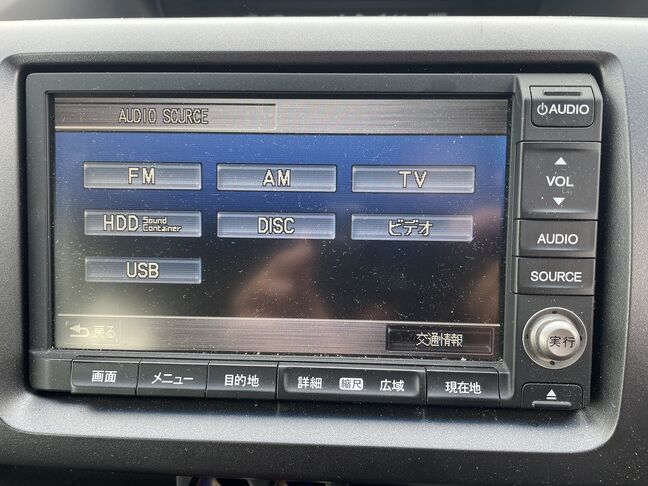 AUDIO SOURCE
AUDIO
FM AM TV
VOL
HDD Sound Container DISC ビデオ
AUDIO
USB
SOURCE
戻る 交通情報
実行
画面 メニュー 目的地 詳細 縮尺 広域 現在地